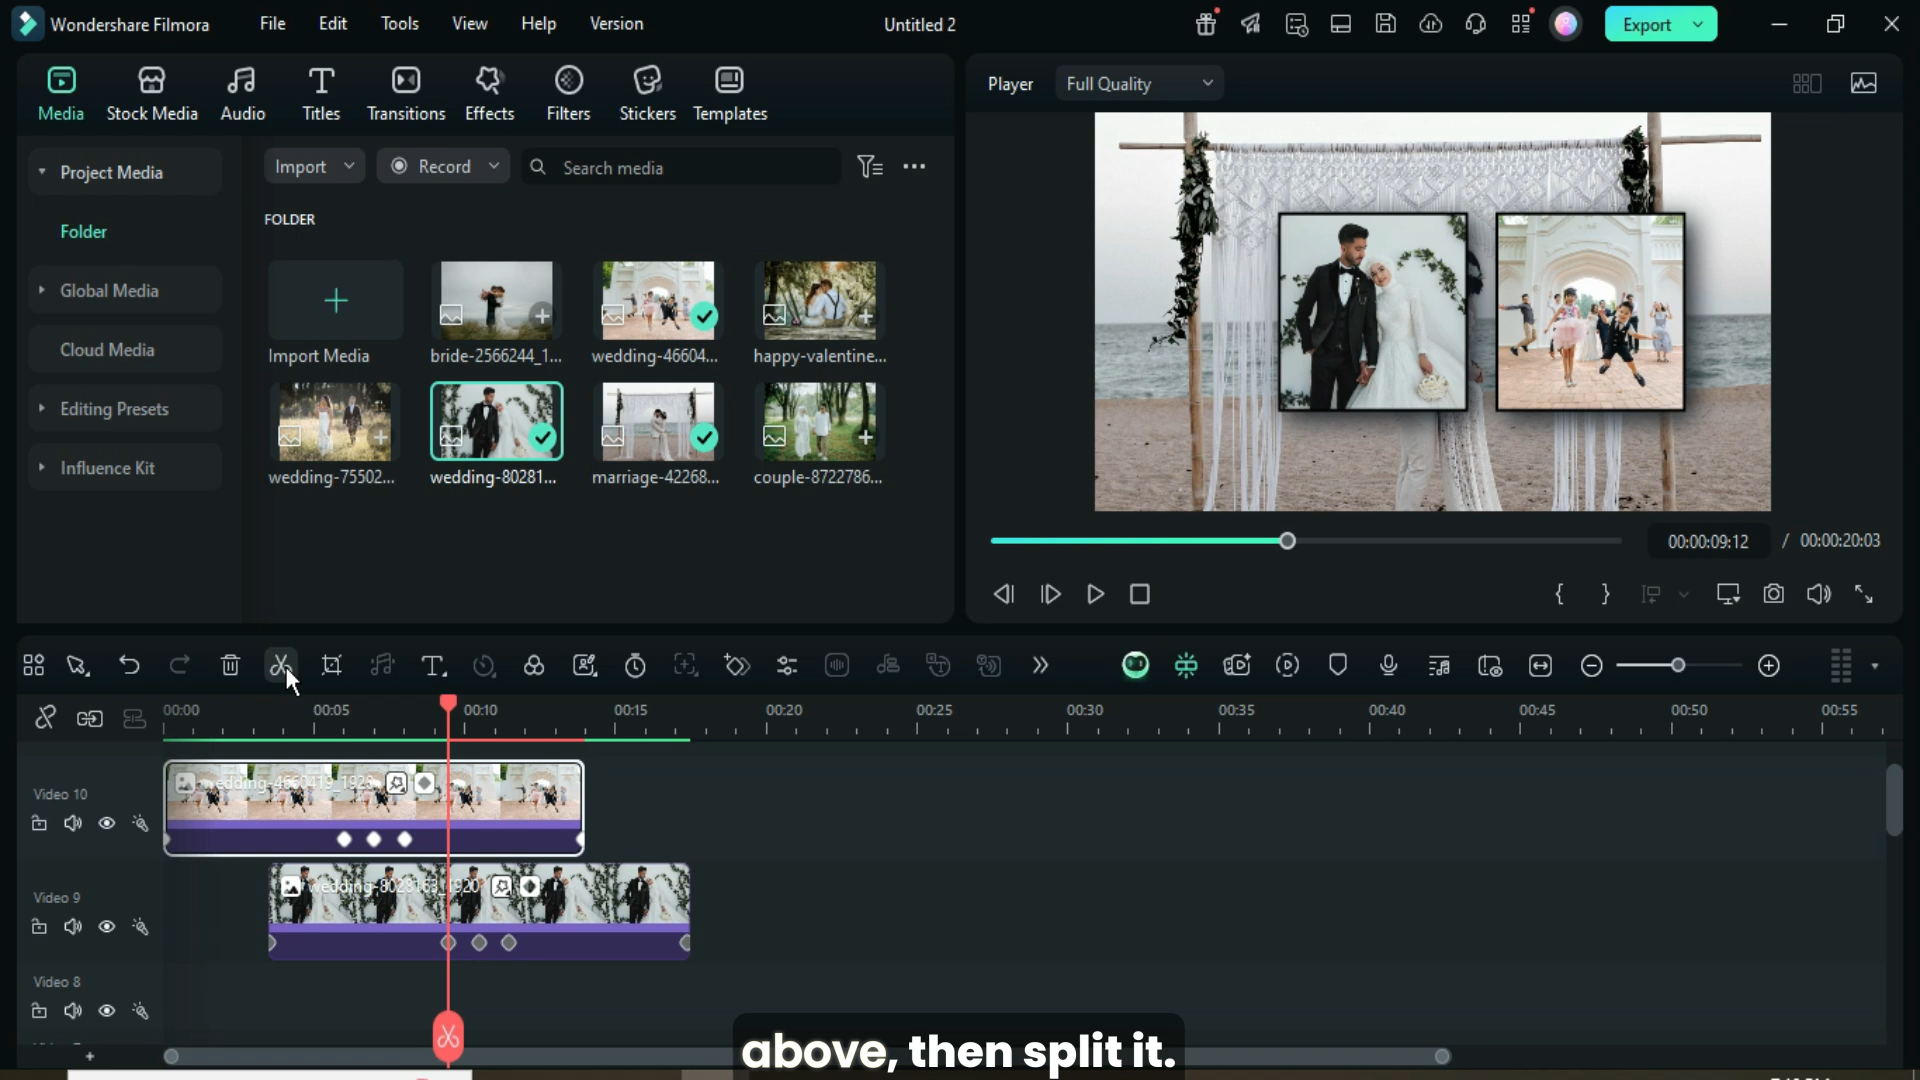 Wondershare Filmora
File Edit Tools View Help Version
Untitled 2
Export
Media Stock Media Audio Titles Transitions Effects Filters Stickers Templates
Player Full Quality
Project Media
Folder
Global Media
Cloud Media
Editing Presets
Influence Kit
Import Record Search media
FOLDER
Import Media bride-2566244_1... wedding-46604... happy-valentine...
wedding-75502... wedding-80281... marriage-42268... couple-8722786...
00:00:09:12 / 00:00:20:03
00:00 00:05 00:10 00:15 00:20 00:25 00:30 00:35 00:40 00:45 00:50 00:55
Video 10
wedding-4660419_1920
Video 9
wedding-8028163_1920
Video 8
above, then split it.